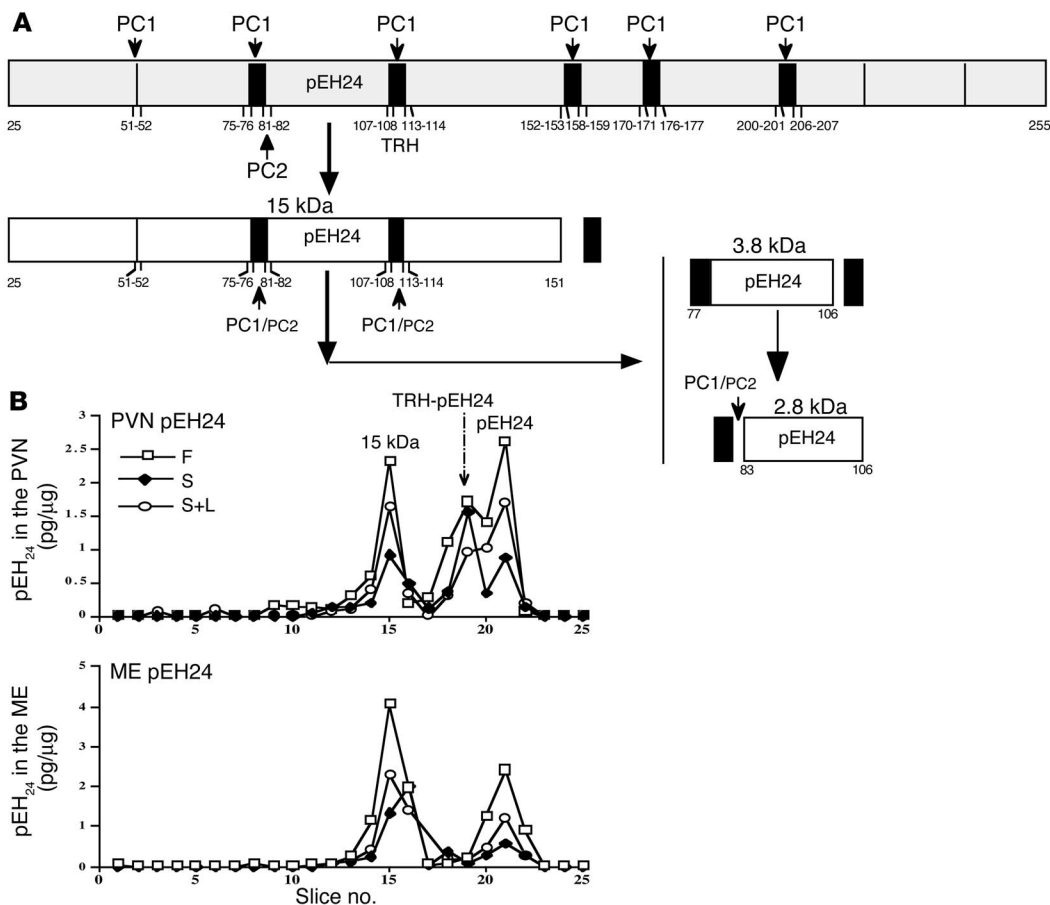 A
PC1 PC1 PC1 PC1 PC1 PC1
pEH24
25 51-52 75-76 81-82 107-108 113-114 152-153 158-159 170-171 176-177 200-201 206-207 255
PC2 TRH
15 kDa
pEH24
25 51-52 75-76 81-82 107-108 113-114 151
PC1/PC2 PC1/PC2
3.8 kDa
pEH24
77 106
PC1/PC2
2.8 kDa
pEH24
83 106
B
PVN pEH24
TRH-pEH24
15 kDa pEH24
F
S
S+L
pEH24 in the PVN
(pg/μg)
3
2.5
2
1.5
1
0.5
0
0 5 10 15 20 25
ME pEH24
pEH24 in the ME
(pg/μg)
5
4
3
2
1
0
0 5 10 15 20 25
Slice no.